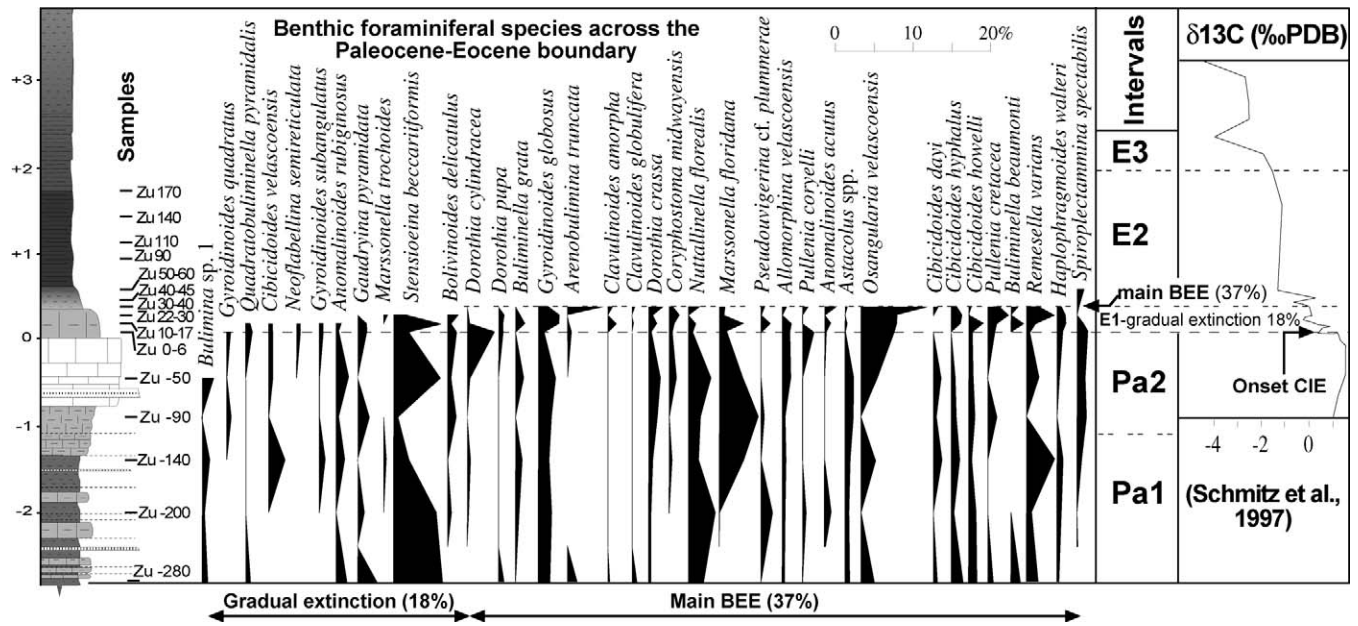 Benthic foraminiferal species across the
Paleocene-Eocene boundary
0 10 20%
Samples
Intervals
δ13C (‰PDB)
+3
+2
+1
0
-1
-2
Zu 170
Zu 140
Zu 110
Zu 90
Zu 50-60
Zu 40-45
Zu 30-40
Zu 22-30
Zu 10-17
Zu 0-6
Zu -50
Zu -90
Zu -140
Zu -200
Zu -280
Bulimina sp. 1
Gyroidinoides quadratus
Quadratobuliminella pyramidalis
Cibicidoides velascoensis
Neoflabellina semireticulata
Gyroidinoides subangulatus
Anomalinoides rubiginosus
Gaudryina pyramidata
Marssonella trochoides
Stensioeina beccariiformis
Bolivinoides delicatulus
Dorothia cylindracea
Dorothia pupa
Buliminella grata
Gyroidinoides globosus
Arenobulimina truncata
Clavulinoides amorpha
Clavulinoides globulifera
Dorothia crassa
Coryphostoma midwayensis
Nuttallinella florealis
Marssonella floridana
Pseudouvigerina cf. plummerae
Allomorphina velascoensis
Pullenia coryelli
Anomalinoides acutus
Astacolus spp.
Osangularia velascoensis
Cibicidoides dayi
Cibicidoides hyphalus
Cibicidoides howelli
Pullenia cretacea
Buliminella beaumonti
Remesella varians
Haplophragmoides walteri
Spiroplectammina spectabilis
E3
E2
main BEE (37%)
E1-gradual extinction 18%
Pa2
Onset CIE
Pa1
-4 -2 0
(Schmitz et al.,
1997)
Gradual extinction (18%)
Main BEE (37%)